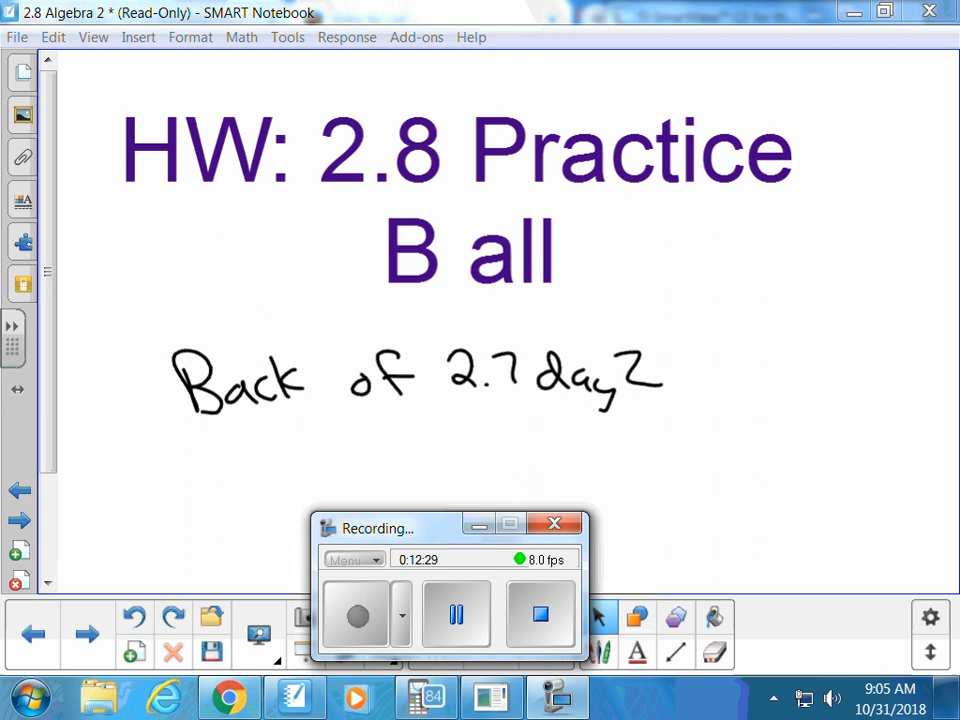 2.8 Algebra 2 * (Read-Only) - SMART Notebook
File Edit View Insert Format Math Tools Response Add-ons Help
HW: 2.8 Practice
B all
Back of 2.7 day 2
Recording...
Menu
0:12:29
8.0 fps
84
9:05 AM
10/31/2018